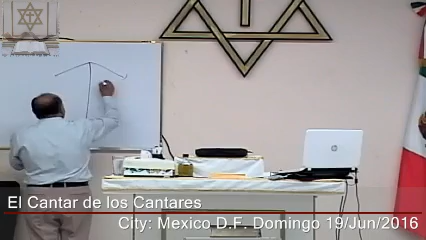 El Cantar de los Cantares
City: Mexico D.F. Domingo 19/Jun/2016